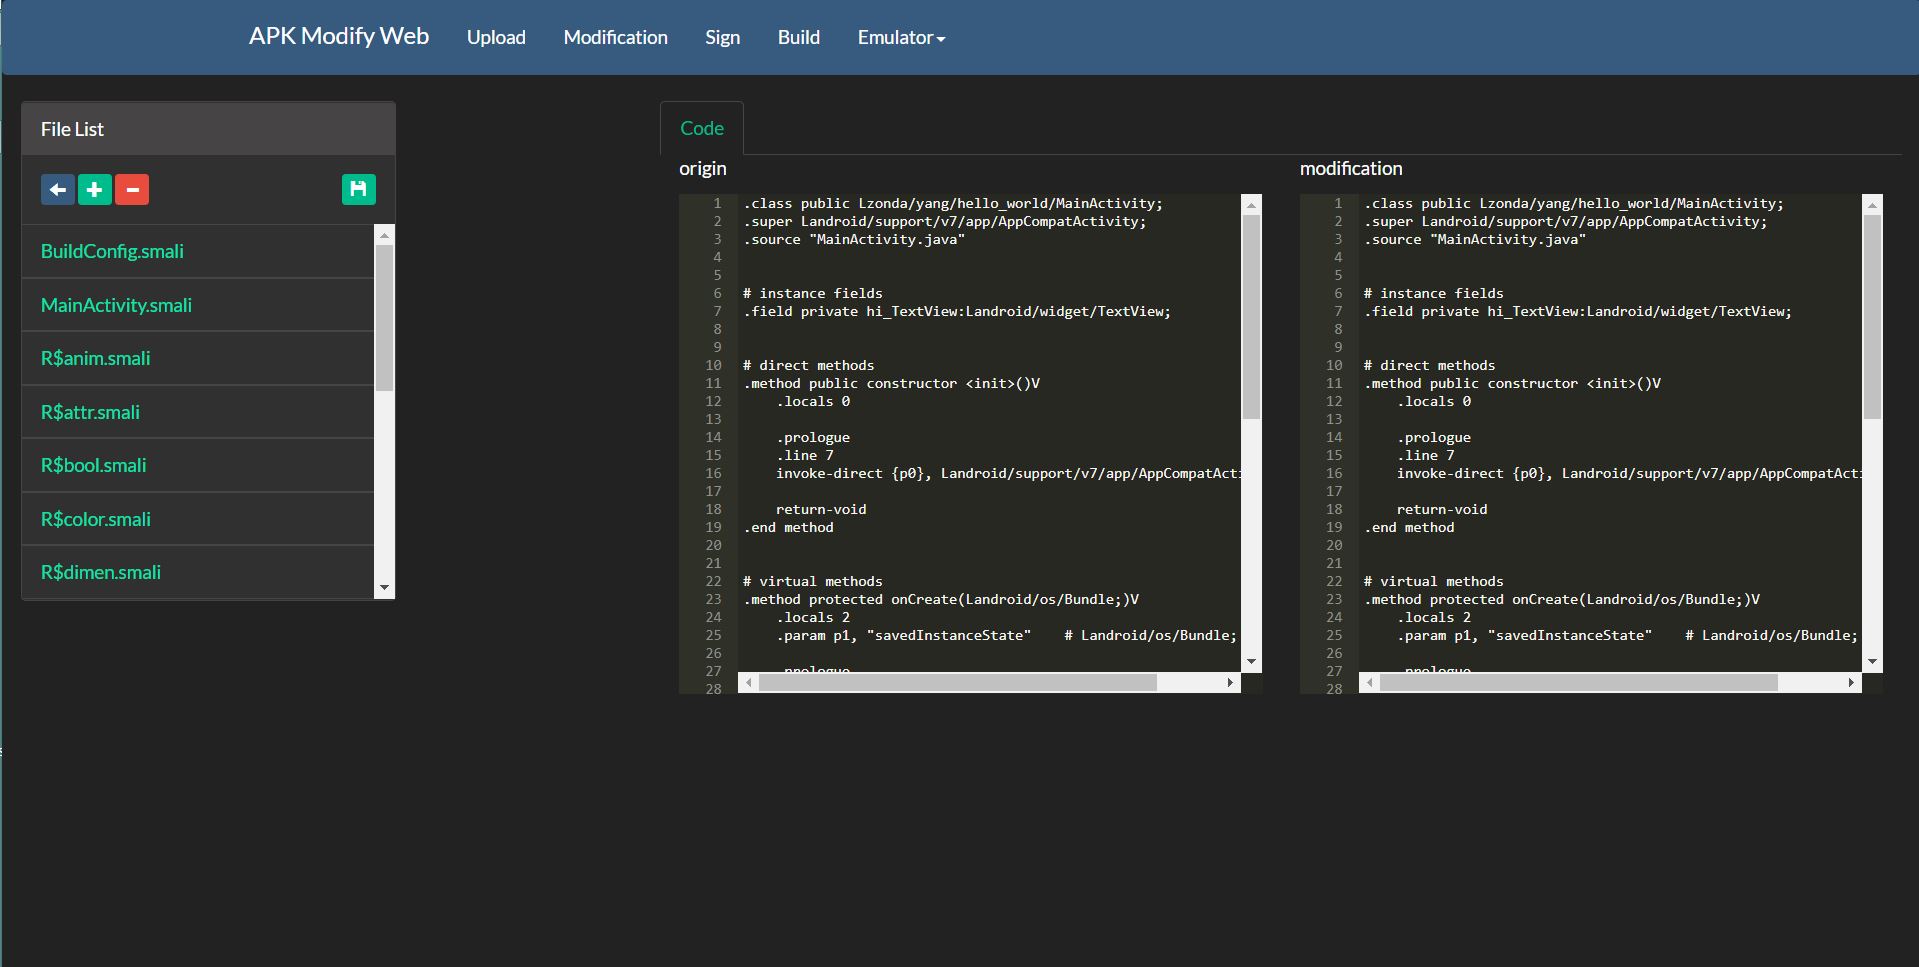 APK Modify Web Upload Modification Sign Build Emulator
File List
BuildConfig.smali
MainActivity.smali
R$anim.smali
R$attr.smali
R$bool.smali
R$color.smali
R$dimen.smali
Code
origin
1 .class public Lzonda/yang/hello_world/MainActivity;
2 .super Landroid/support/v7/app/AppCompatActivity;
3 .source "MainActivity.java"
4
5
6 # instance fields
7 .field private hi_TextView:Landroid/widget/TextView;
8
9
10 # direct methods
11 .method public constructor <init>()V
12     .locals 0
13
14     .prologue
15     .line 7
16     invoke-direct {p0}, Landroid/support/v7/app/AppCompatActi
17
18     return-void
19 .end method
20
21
22 # virtual methods
23 .method protected onCreate(Landroid/os/Bundle;)V
24     .locals 2
25     .param p1, "savedInstanceState"    # Landroid/os/Bundle;
26
27     .prologue
28
modification
1 .class public Lzonda/yang/hello_world/MainActivity;
2 .super Landroid/support/v7/app/AppCompatActivity;
3 .source "MainActivity.java"
4
5
6 # instance fields
7 .field private hi_TextView:Landroid/widget/TextView;
8
9
10 # direct methods
11 .method public constructor <init>()V
12     .locals 0
13
14     .prologue
15     .line 7
16     invoke-direct {p0}, Landroid/support/v7/app/AppCompatActi
17
18     return-void
19 .end method
20
21
22 # virtual methods
23 .method protected onCreate(Landroid/os/Bundle;)V
24     .locals 2
25     .param p1, "savedInstanceState"    # Landroid/os/Bundle;
26
27     .prologue
28